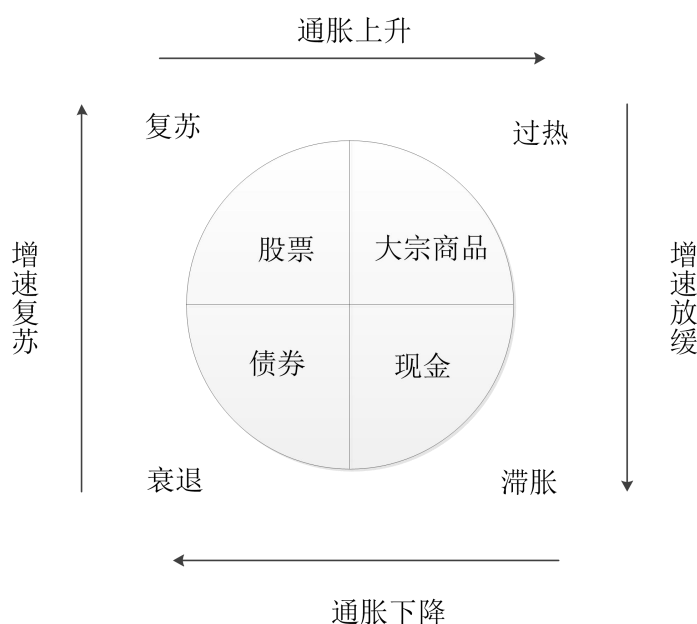 通胀上升
复苏
过热
股票
大宗商品
增速复苏
增速放缓
债券
现金
衰退
滞胀
通胀下降